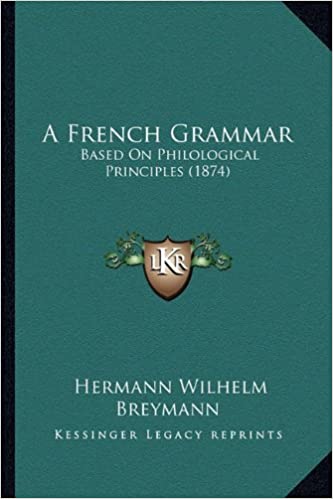 A French Grammar
Based On Philological
Principles (1874)
LKR
Hermann Wilhelm
Breymann
Kessinger Legacy reprints